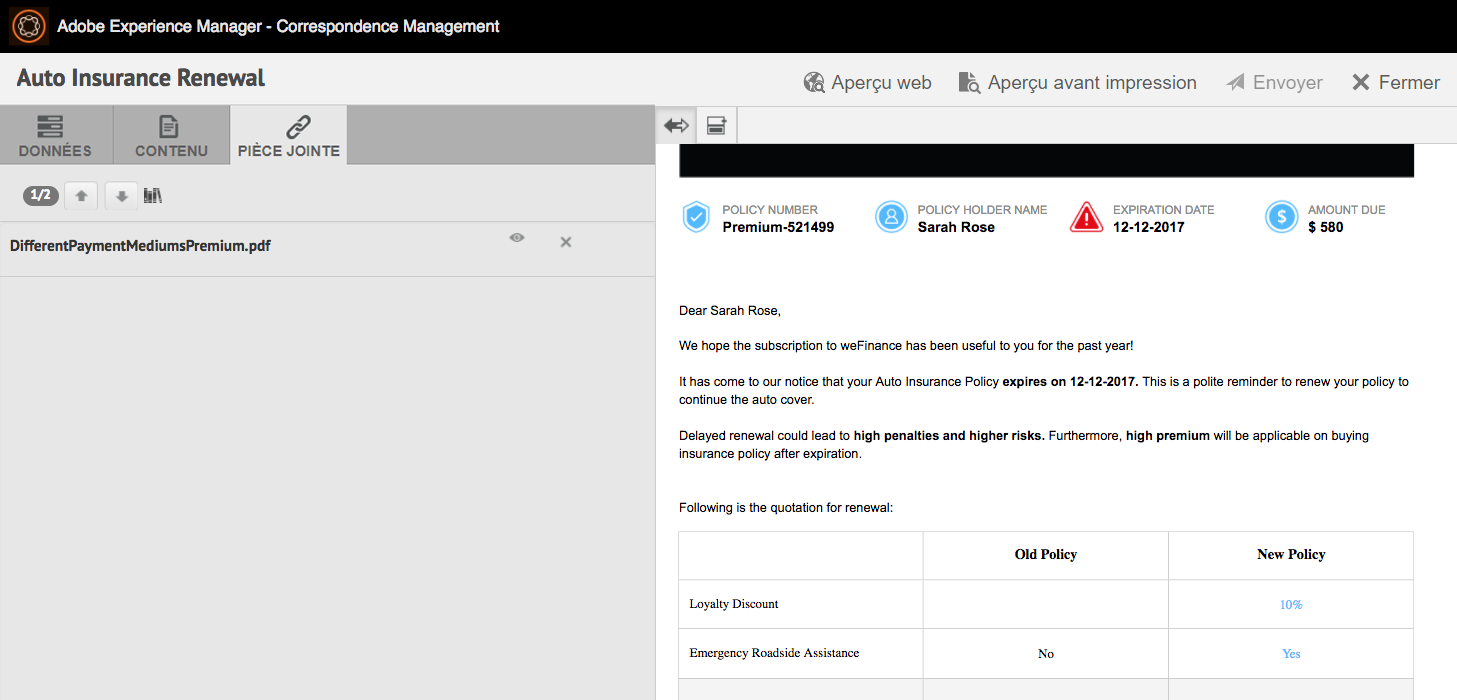 Adobe Experience Manager - Correspondence Management
Auto Insurance Renewal
Aperçu web
Aperçu avant impression
Envoyer
Fermer
DONNÉES
CONTENU
PIÈCE JOINTE
1/2
DifferentPaymentMediumsPremium.pdf
POLICY NUMBER
Premium-521499
POLICY HOLDER NAME
Sarah Rose
EXPIRATION DATE
12-12-2017
AMOUNT DUE
$ 580
Dear Sarah Rose,
We hope the subscription to weFinance has been useful to you for the past year!
It has come to our notice that your Auto Insurance Policy expires on 12-12-2017. This is a polite reminder to renew your policy to
continue the auto cover.
Delayed renewal could lead to high penalties and higher risks. Furthermore, high premium will be applicable on buying
insurance policy after expiration.
Following is the quotation for renewal:
Old Policy
New Policy
Loyalty Discount
10%
Emergency Roadside Assistance
No
Yes